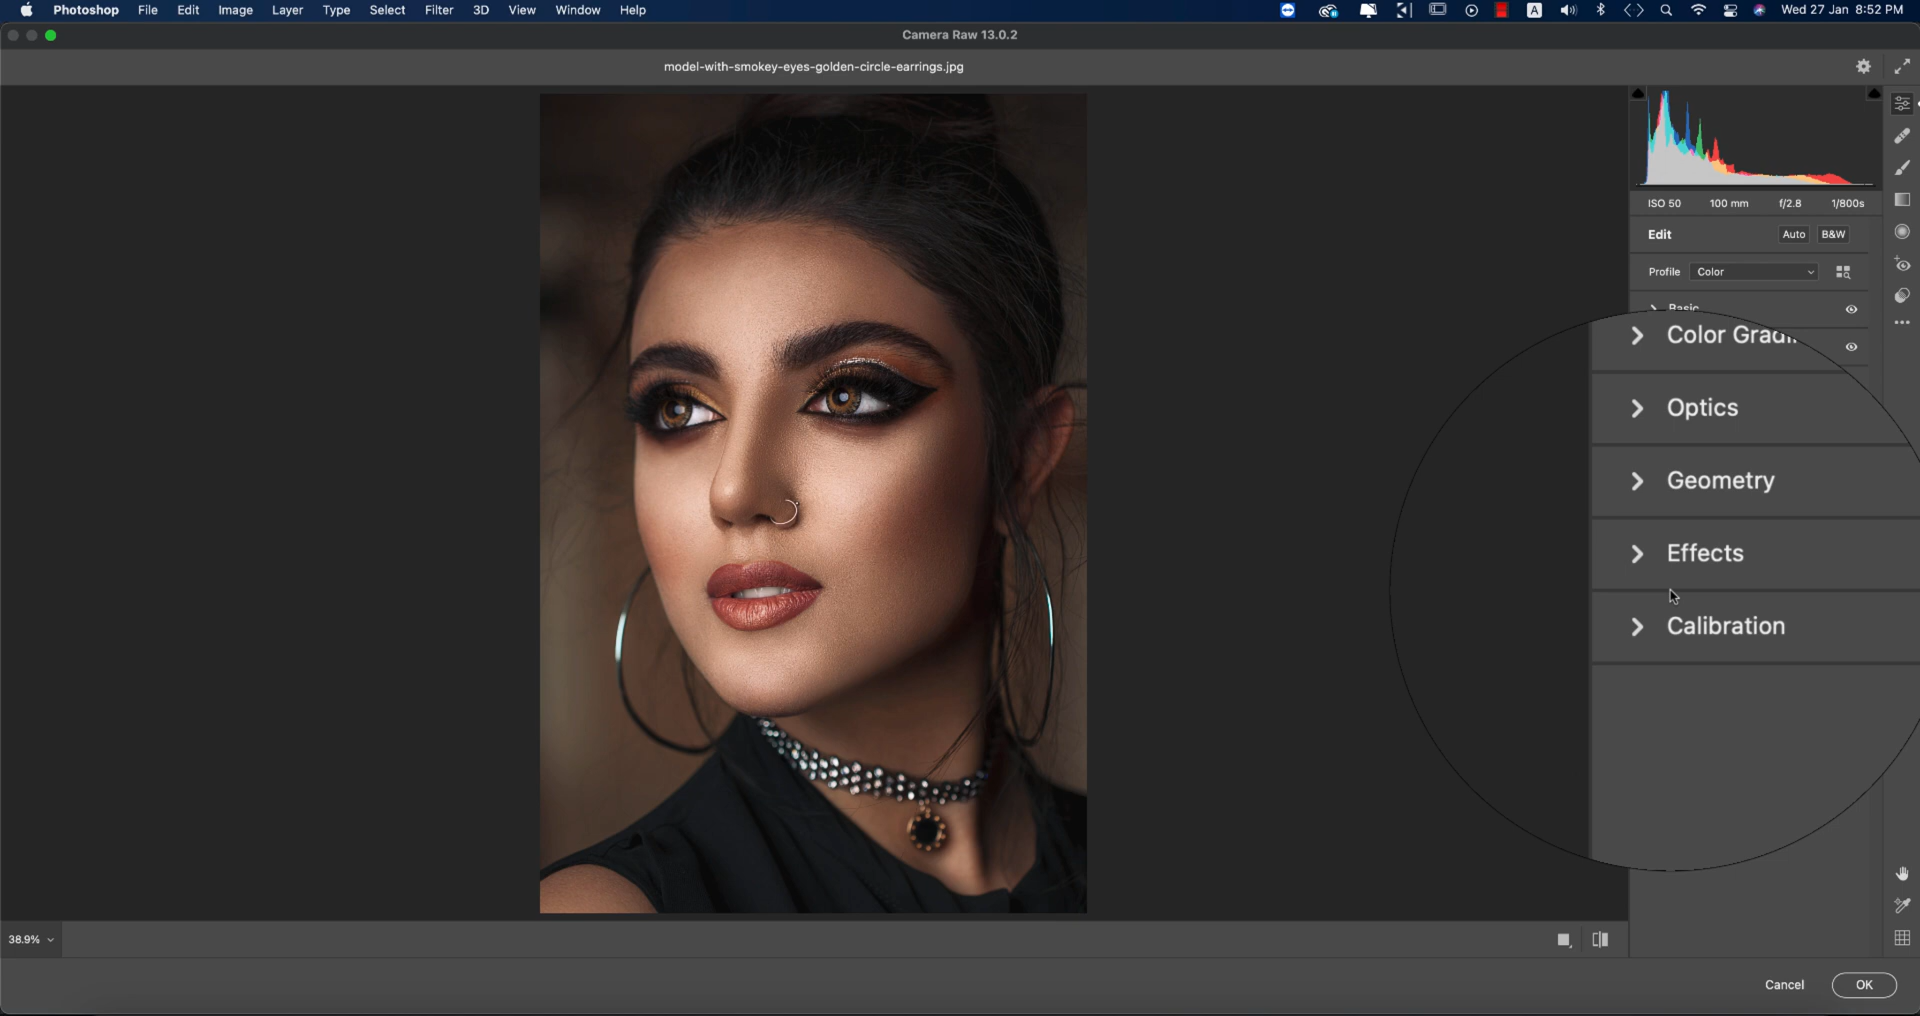 Photoshop File Edit Image Layer Type Select Filter 3D View Window Help A Wed 27 Jan 8:52 PM
Camera Raw 13.0.2
model-with-smokey-eyes-golden-circle-earrings.jpg
ISO 50 100 mm f/2.8 1/800s
Edit Auto B&W
Profile Color
Basic
Color Grad
Optics
Geometry
Effects
Calibration
38.9%
Cancel OK